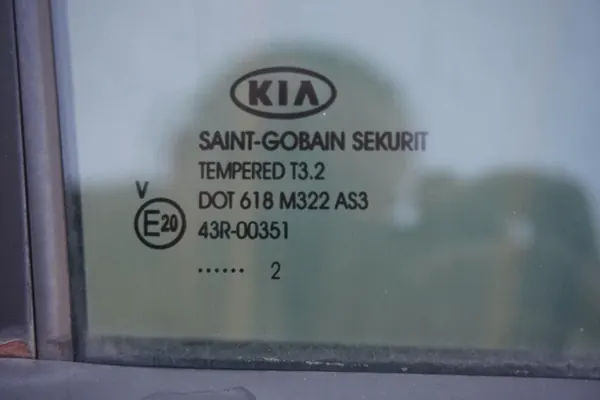 KIA
SAINT-GOBAIN SEKURIT
TEMPERED T3.2
DOT 618 M322 AS3
V
E20 43R-00351
...... 2